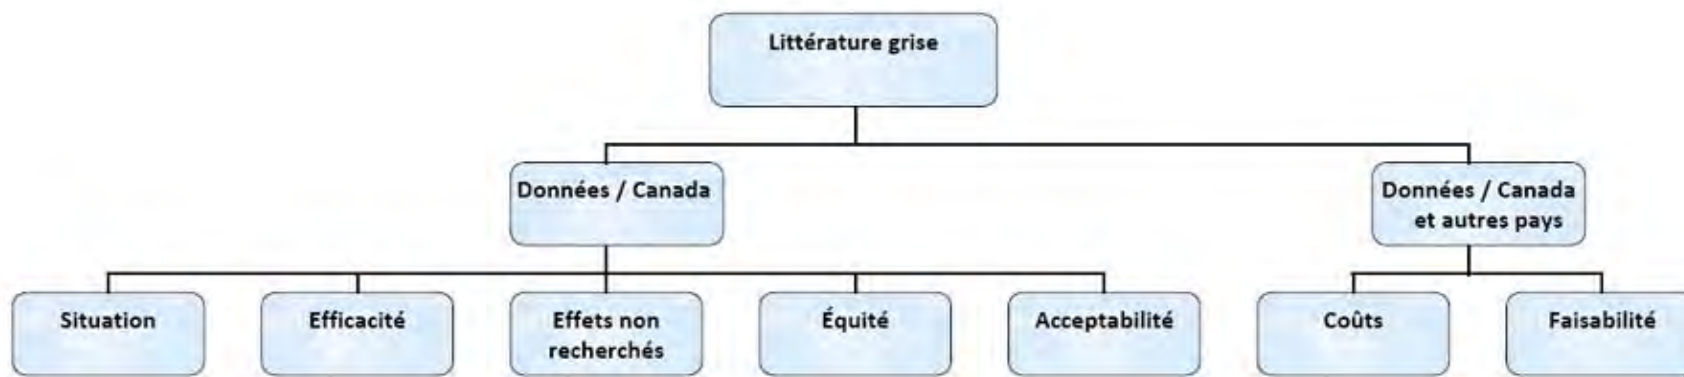 Littérature grise
Données / Canada
Données / Canada
et autres pays
Situation
Efficacité
Effets non
recherchés
Équité
Acceptabilité
Coûts
Faisabilité